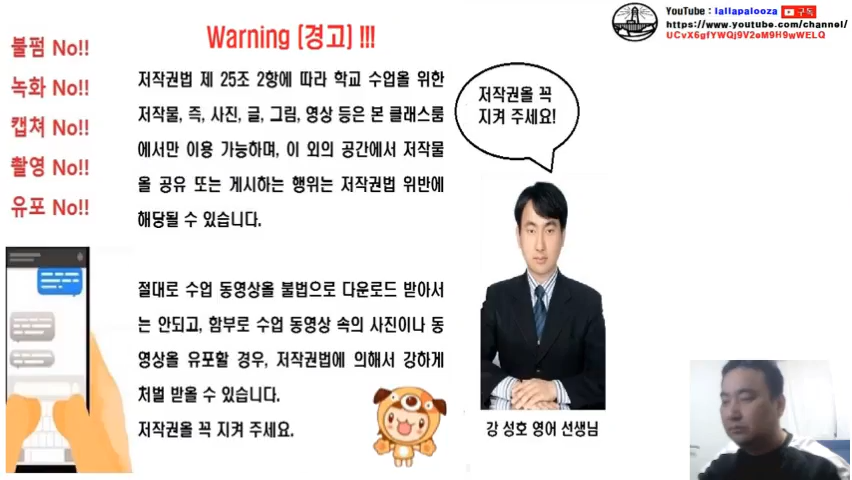 불펌 No!!
녹화 No!!
캡쳐 No!!
촬영 No!!
유포 No!!
Warning (경고) !!!
저작권법 제 25조 2항에 따라 학교 수업을 위한
저작물, 즉, 사진, 글, 그림, 영상 등은 본 클래스룸
에서만 이용 가능하며, 이 외의 공간에서 저작물
을 공유 또는 게시하는 행위는 저작권법 위반에
해당될 수 있습니다.
절대로 수업 동영상을 불법으로 다운로드 받아서
는 안되고, 함부로 수업 동영상 속의 사진이나 동
영상을 유포할 경우, 저작권법에 의해서 강하게
처벌 받을 수 있습니다.
저작권을 꼭 지켜 주세요.
저작권을 꼭
지켜 주세요!
강 성호 영어 선생님
YouTube : lallapalooza 구독
https://www.youtube.com/channel/
UCvX6gfYWQj9V2eM9H9wWELQ